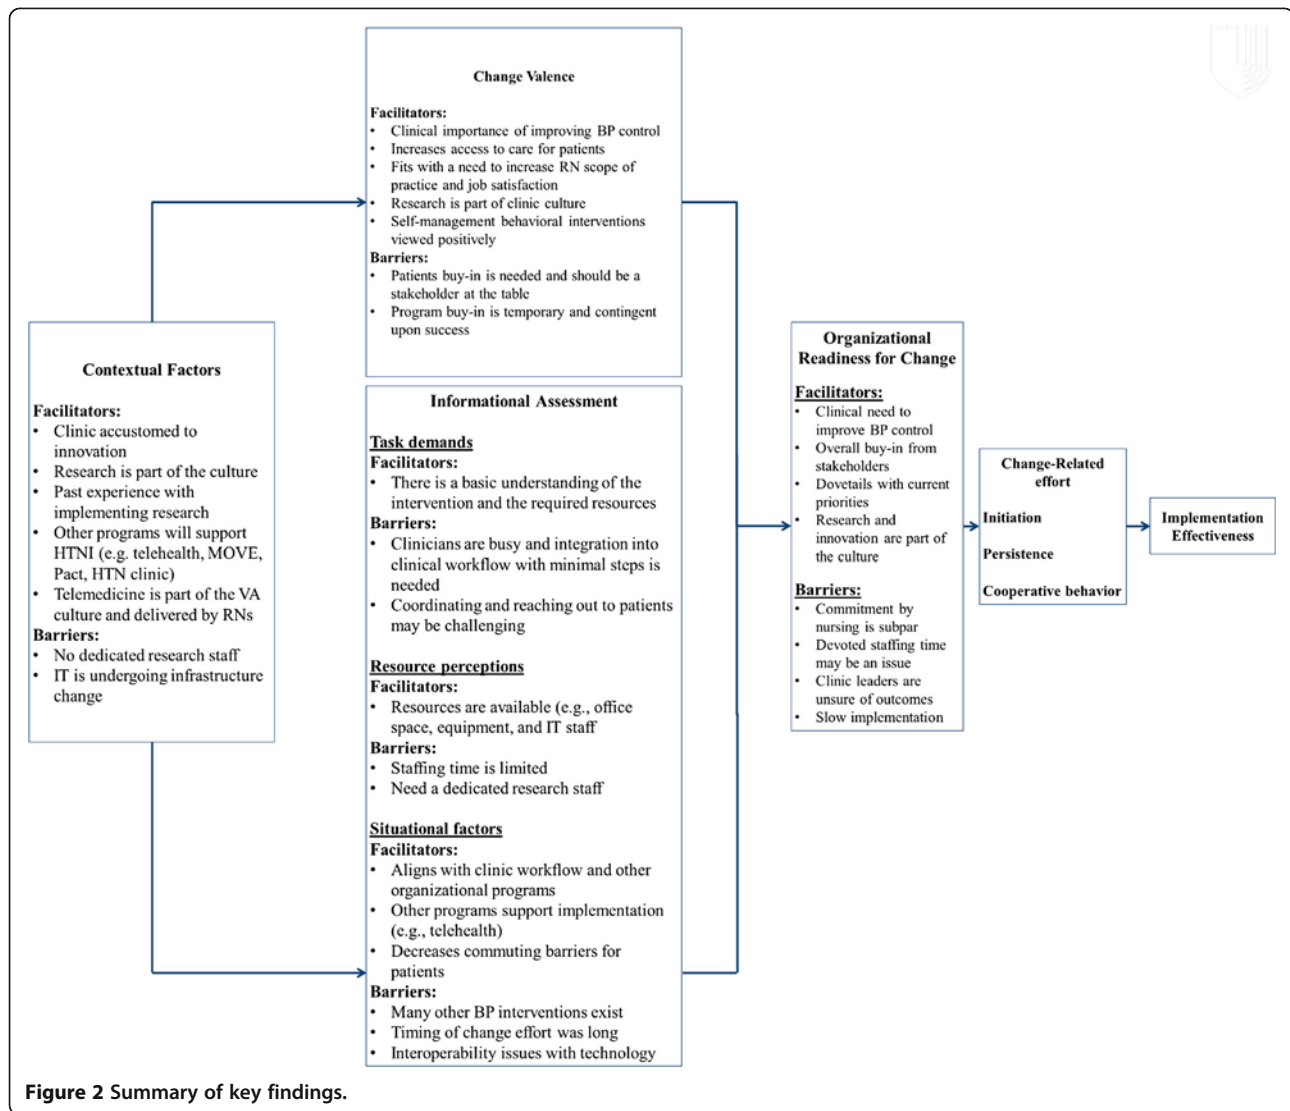 Change Valence
Facilitators:
• Clinical importance of improving BP control
• Increases access to care for patients
• Fits with a need to increase RN scope of
practice and job satisfaction
• Research is part of clinic culture
• Self-management behavioral interventions
viewed positively
Barriers:
• Patients buy-in is needed and should be a
stakeholder at the table
• Program buy-in is temporary and contingent
upon success
Contextual Factors
Facilitators:
• Clinic accustomed to
innovation
• Research is part of the culture
• Past experience with
implementing research
• Other programs will support
HTNI (e.g. telehealth, MOVE,
Pact, HTN clinic)
• Telemedicine is part of the VA
culture and delivered by RNs
Barriers:
• No dedicated research staff
• IT is undergoing infrastructure
change
Informational Assessment
Task demands
Facilitators:
• There is a basic understanding of the
intervention and the required resources
Barriers:
• Clinicians are busy and integration into
clinical workflow with minimal steps is
needed
• Coordinating and reaching out to patients
may be challenging
Resource perceptions
Facilitators:
• Resources are available (e.g., office
space, equipment, and IT staff
Barriers:
• Staffing time is limited
• Need a dedicated research staff
Situational factors
Facilitators:
• Aligns with clinic workflow and other
organizational programs
• Other programs support implementation
(e.g., telehealth)
• Decreases commuting barriers for
patients
Barriers:
• Many other BP interventions exist
• Timing of change effort was long
• Interoperability issues with technology
Organizational
Readiness for Change
Facilitators:
• Clinical need to
improve BP control
• Overall buy-in from
stakeholders
• Dovetails with current
priorities
• Research and
innovation are part of
the culture
Barriers:
• Commitment by
nursing is subpar
• Devoted staffing time
may be an issue
• Clinic leaders are
unsure of outcomes
• Slow implementation
Change-Related
effort
Initiation
Persistence
Cooperative behavior
Implementation
Effectiveness
Figure 2 Summary of key findings.